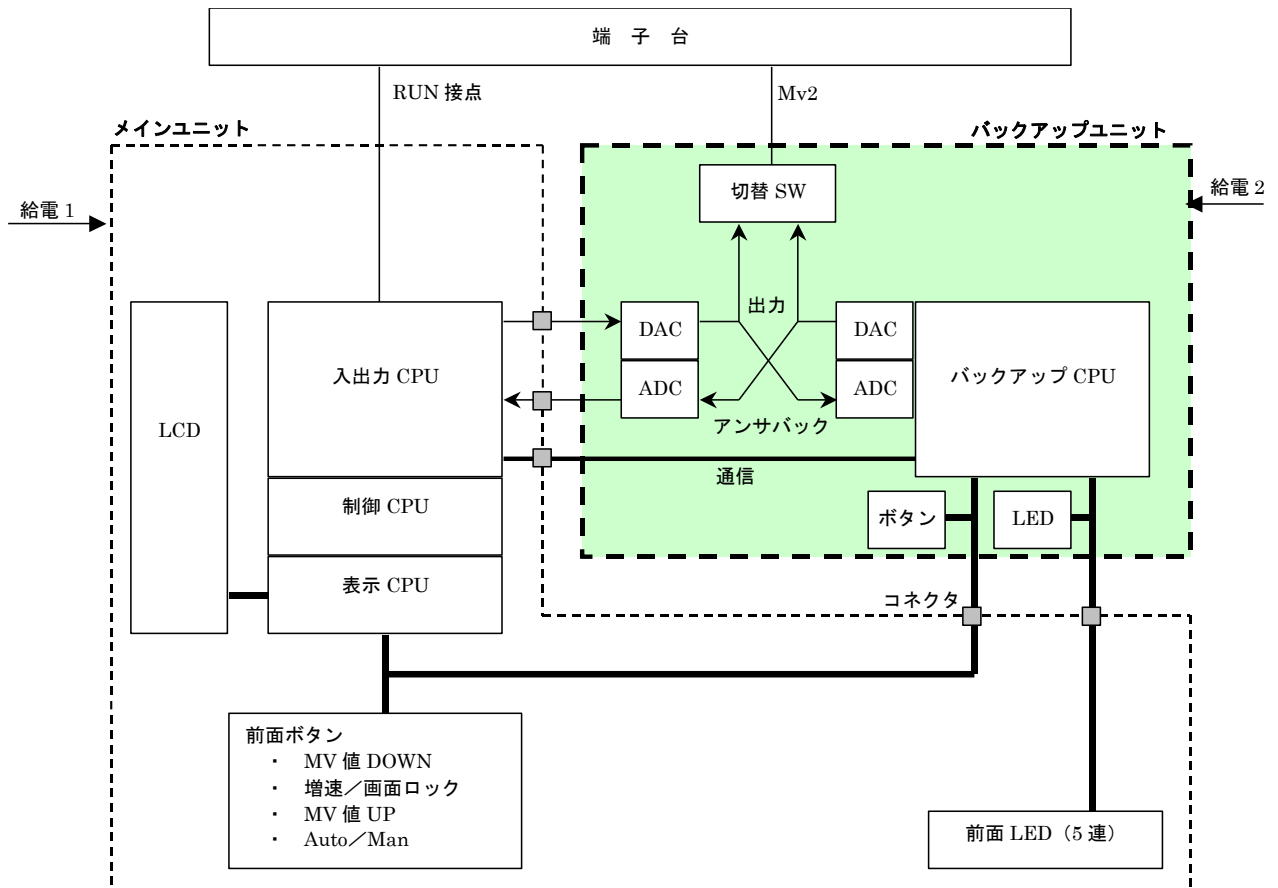 端 子 台
RUN 接点
Mv2
メインユニット
バックアップユニット
給電 1
切替 SW
給電 2
出力
DAC
DAC
入出力 CPU
バックアップ CPU
ADC
ADC
LCD
アンサバック
通信
制御 CPU
ボタン
LED
表示 CPU
コネクタ
前面ボタン
・ MV 値 DOWN
・ 増速／画面ロック
・ MV 値 UP
・ Auto／Man
前面 LED（5 連）